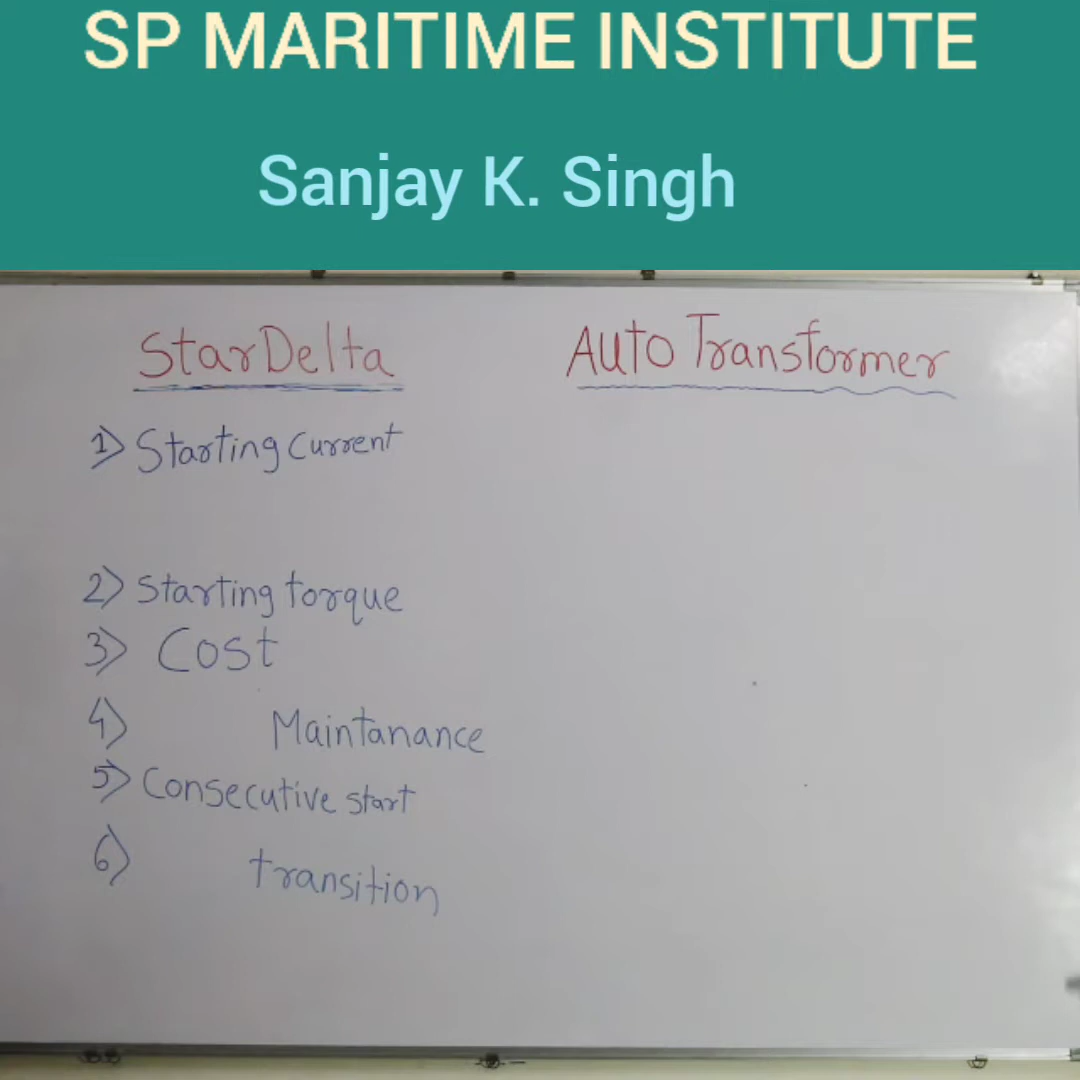 SP MARITIME INSTITUTE
Sanjay K. Singh
StarDelta
Auto Transformer
1) Starting Current
2) Starting torque
3) Cost
4) Maintanance
5) Consecutive start
6) transition